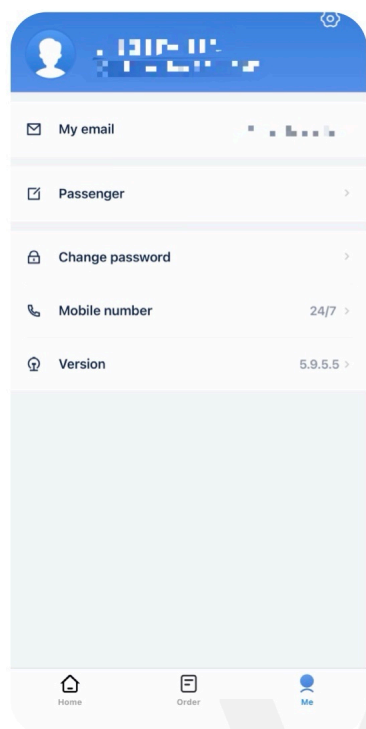 My email
Passenger
Change password
Mobile number 24/7
Version 5.9.5.5
Home Order Me